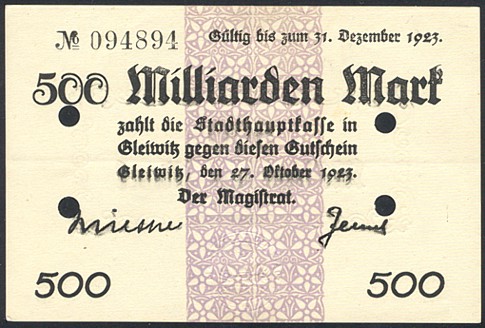 № 094894 Gültig bis zum 31. Dezember 1923.
500 Milliarden Mark
zahlt die Stadthauptkasse in
Gleiwitz gegen diesen Gutschein
Gleiwitz, den 27. Oktober 1923.
Der Magistrat.
500 500